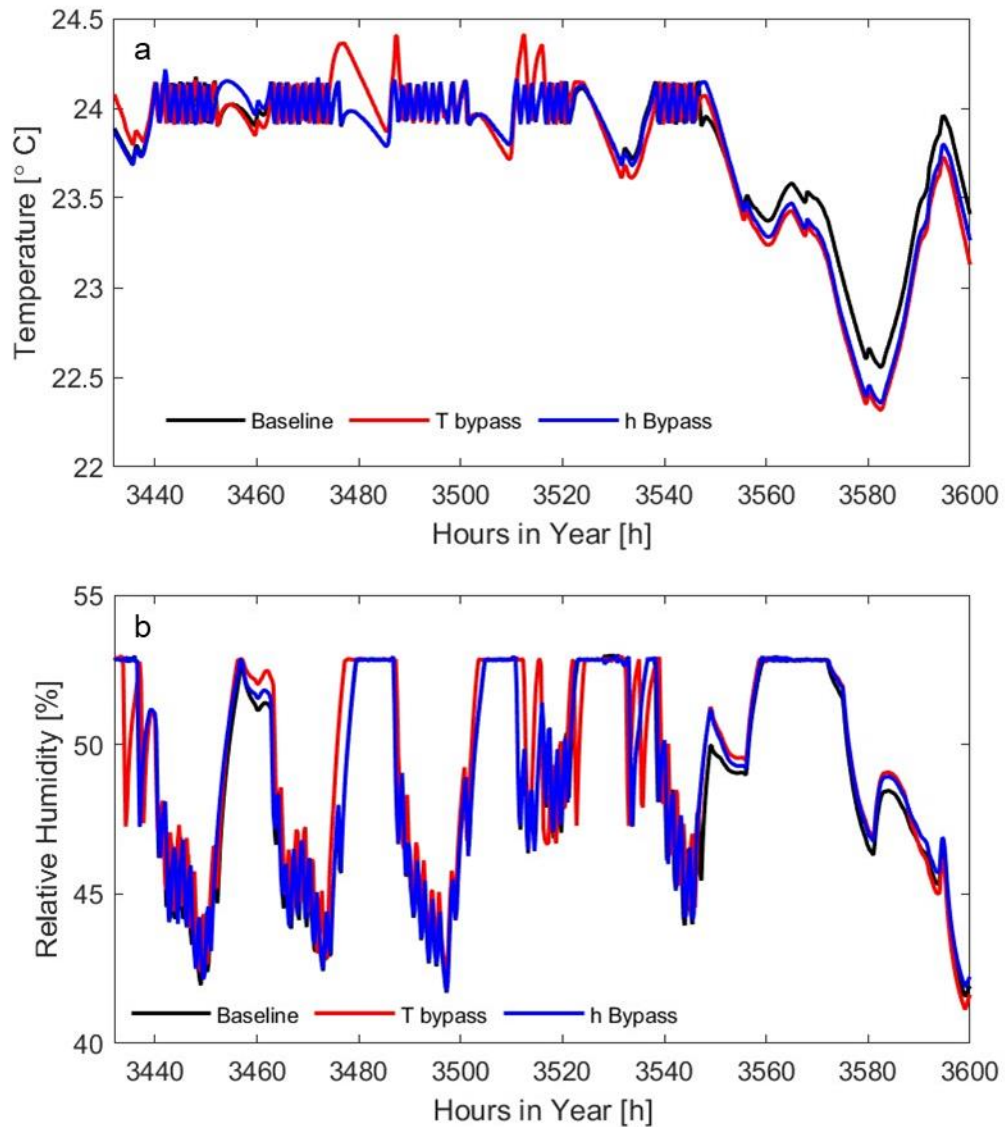 a
24.5
24
23.5
23
22.5
22
Temperature [° C]
Baseline T bypass h Bypass
3440 3460 3480 3500 3520 3540 3560 3580 3600
Hours in Year [h]
b
55
50
45
40
Relative Humidity [%]
Baseline T bypass h Bypass
3440 3460 3480 3500 3520 3540 3560 3580 3600
Hours in Year [h]